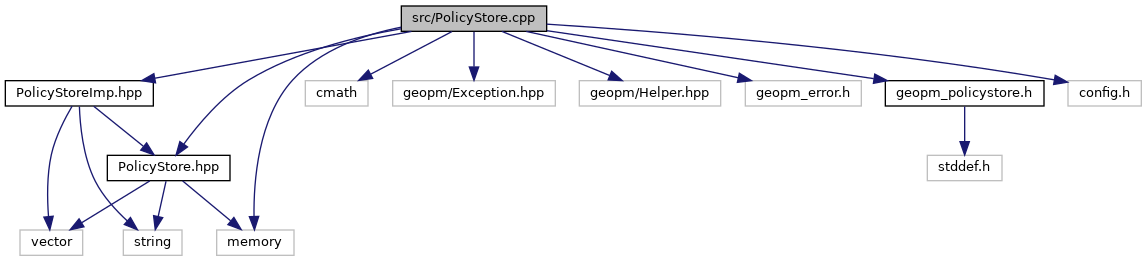 src/PolicyStore.cpp
PolicyStoreImp.hpp
cmath
geopm/Exception.hpp
geopm/Helper.hpp
geopm_error.h
geopm_policystore.h
config.h
PolicyStore.hpp
stddef.h
vector
string
memory